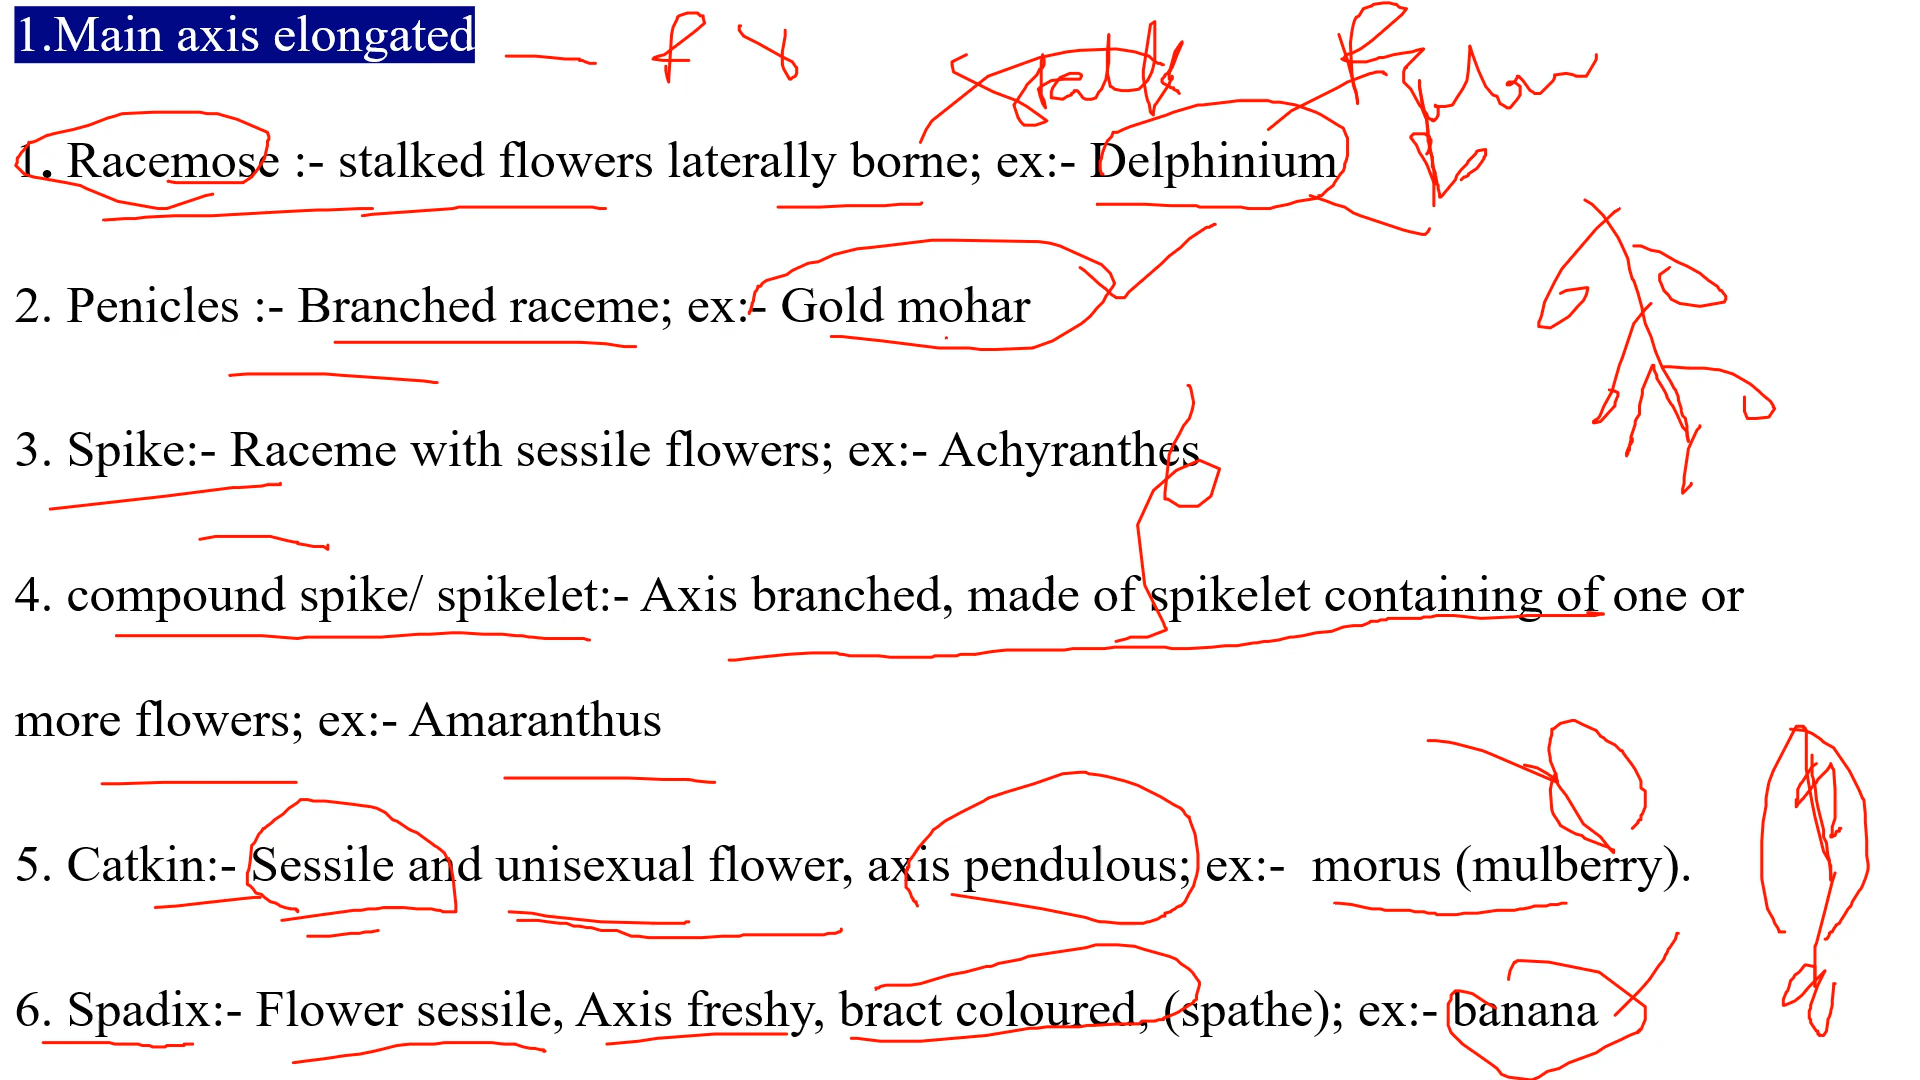 1.Main axis elongated
1. Racemose :- stalked flowers laterally borne; ex:- Delphinium
2. Penicles :- Branched raceme; ex:- Gold mohar
3. Spike:- Raceme with sessile flowers; ex:- Achyranthes
4. compound spike/ spikelet:- Axis branched, made of spikelet containing of one or
more flowers; ex:- Amaranthus
5. Catkin:- Sessile and unisexual flower, axis pendulous; ex:- morus (mulberry).
6. Spadix:- Flower sessile, Axis freshy, bract coloured, (spathe); ex:- banana